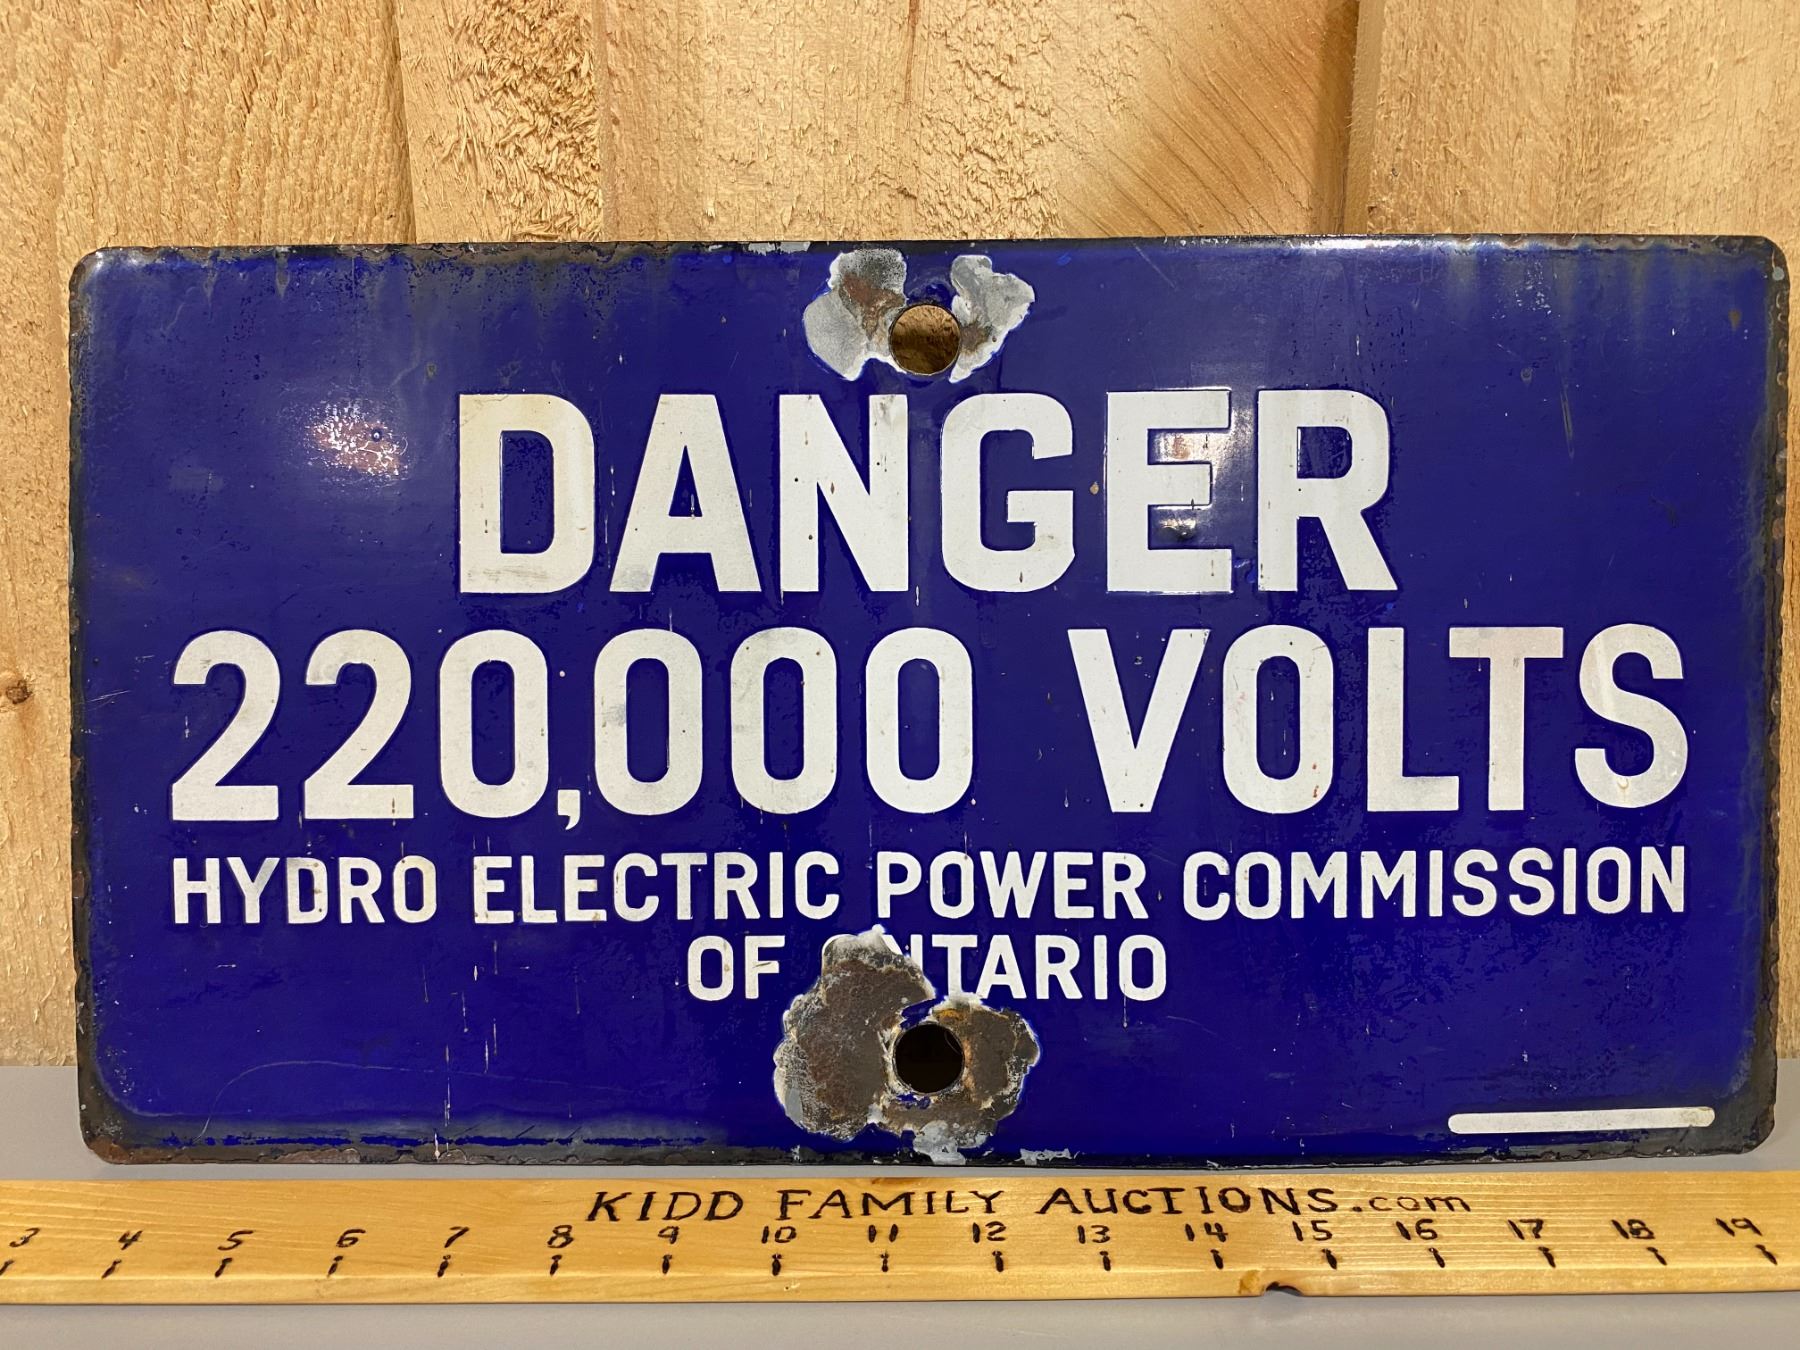 DANGER
220,000 VOLTS
HYDRO ELECTRIC POWER COMMISSION
OF ONTARIO
KIDD FAMILY AUCTIONS.com
3 4 5 6 7 8 9 10 11 12 13 14 15 16 17 18 19